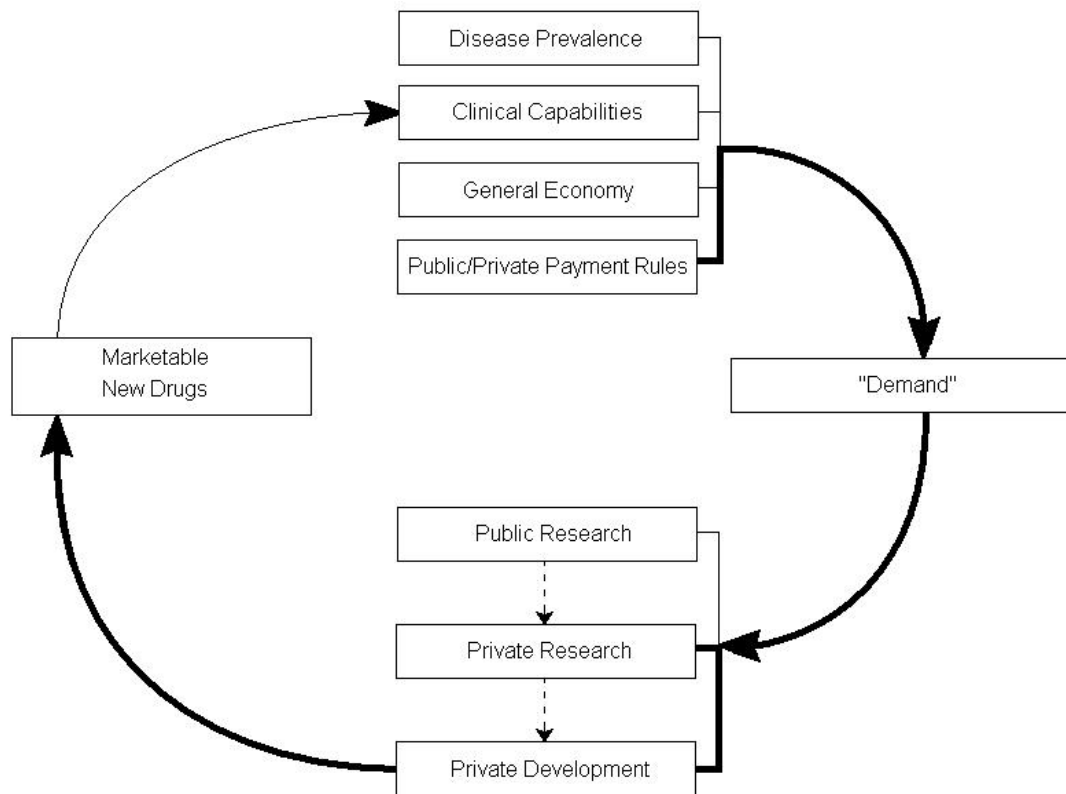 Disease Prevalence
Clinical Capabilities
General Economy
Public/Private Payment Rules
Marketable
New Drugs
"Demand"
Public Research
Private Research
Private Development